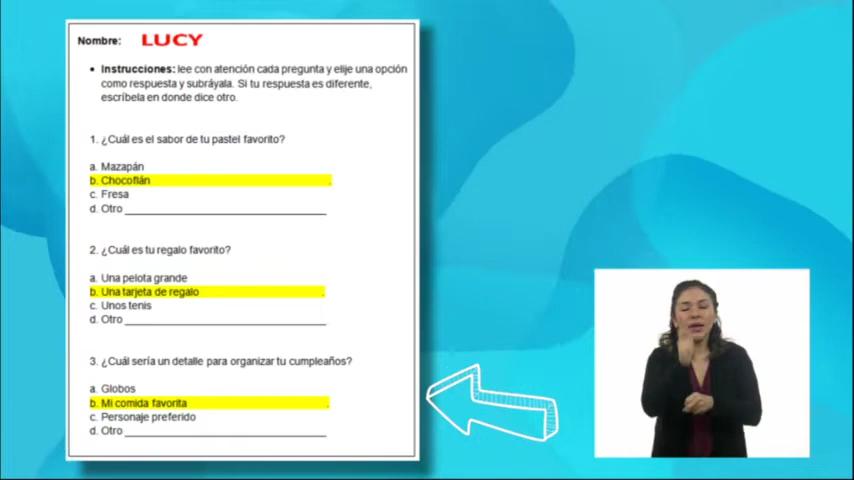 Nombre: LUCY
• Instrucciones: lee con atención cada pregunta y elije una opción
como respuesta y subráyala. Si tu respuesta es diferente,
escríbela en donde dice otro.
1. ¿Cuál es el sabor de tu pastel favorito?
a. Mazapán
b. Chocoflán .
c. Fresa
d. Otro ____________________
2. ¿Cuál es tu regalo favorito?
a. Una pelota grande
b. Una tarjeta de regalo .
c. Unos tenis
d. Otro ____________________
3. ¿Cuál sería un detalle para organizar tu cumpleaños?
a. Globos
b. Mi comida favorita .
c. Personaje preferido
d. Otro ____________________